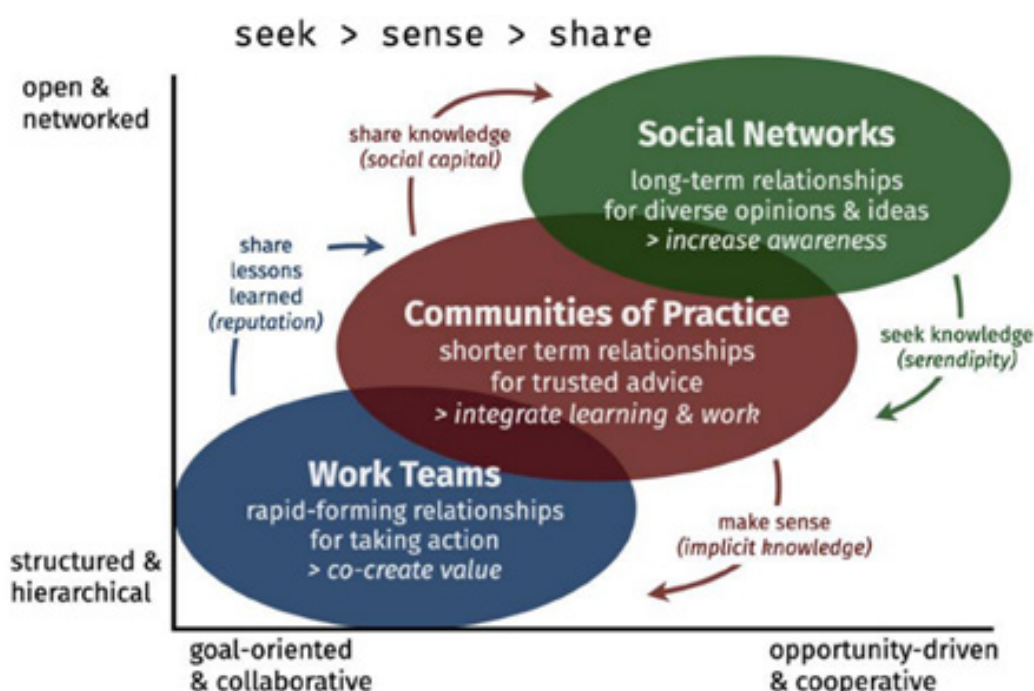 seek > sense > share
open &
networked
share knowledge
(social capital)
Social Networks
long-term relationships
for diverse opinions & ideas
> increase awareness
share
lessons
learned
(reputation)
Communities of Practice
shorter term relationships
for trusted advice
> integrate learning & work
seek knowledge
(serendipity)
Work Teams
rapid-forming relationships
for taking action
> co-create value
make sense
(implicit knowledge)
structured &
hierarchical
goal-oriented
& collaborative
opportunity-driven
& cooperative